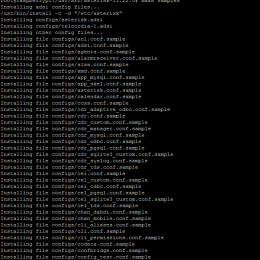 Installing adsi config files...
/usr/bin/install -c -d "/etc/asterisk"
Installing configs/asterisk.adsi
Installing configs/telcordia-1.adsi
Installing other config files...
Installing file configs/acl.conf.sample
Installing file configs/adsi.conf.sample
Installing file configs/agents.conf.sample
Installing file configs/alarmreceiver.conf.sample
Installing file configs/alsa.conf.sample
Installing file configs/amd.conf.sample
Installing file configs/app_mysql.conf.sample
Installing file configs/app_skel.conf.sample
Installing file configs/asterisk.conf.sample
Installing file configs/calendar.conf.sample
Installing file configs/ccss.conf.sample
Installing file configs/cdr.conf.sample
Installing file configs/cdr_adaptive_odbc.conf.sample
Installing file configs/cdr_custom.conf.sample
Installing file configs/cdr_manager.conf.sample
Installing file configs/cdr_mysql.conf.sample
Installing file configs/cdr_odbc.conf.sample
Installing file configs/cdr_pgsql.conf.sample
Installing file configs/cdr_sqlite3_custom.conf.sample
Installing file configs/cdr_syslog.conf.sample
Installing file configs/cdr_tds.conf.sample
Installing file configs/cel.conf.sample
Installing file configs/cel_custom.conf.sample
Installing file configs/cel_odbc.conf.sample
Installing file configs/cel_pgsql.conf.sample
Installing file configs/cel_sqlite3_custom.conf.sample
Installing file configs/cel_tds.conf.sample
Installing file configs/chan_dahdi.conf.sample
Installing file configs/chan_mobile.conf.sample
Installing file configs/cli_aliases.conf.sample
Installing file configs/cli.conf.sample
Installing file configs/cli_permissions.conf.sample
Installing file configs/codecs.conf.sample
Installing file configs/confbridge.conf.sample
Installing file configs/config_test.conf.sample